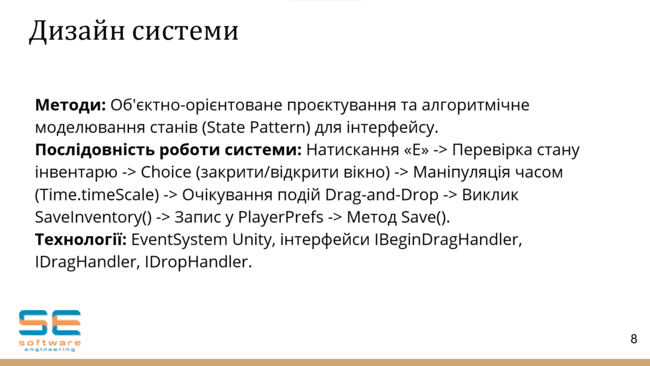 Дизайн системи
Методи: Об'єктно-орієнтоване проєктування та алгоритмічне
моделювання станів (State Pattern) для інтерфейсу.
Послідовність роботи системи: Натискання «Е» -> Перевірка стану
інвентарю -> Choice (закрити/відкрити вікно) -> Маніпуляція часом
(Time.timeScale) -> Очікування подій Drag-and-Drop -> Виклик
SaveInventory() -> Запис у PlayerPrefs -> Метод Save().
Технології: EventSystem Unity, інтерфейси IBeginDragHandler,
IDragHandler, IDropHandler.
SE
software
engineering
8